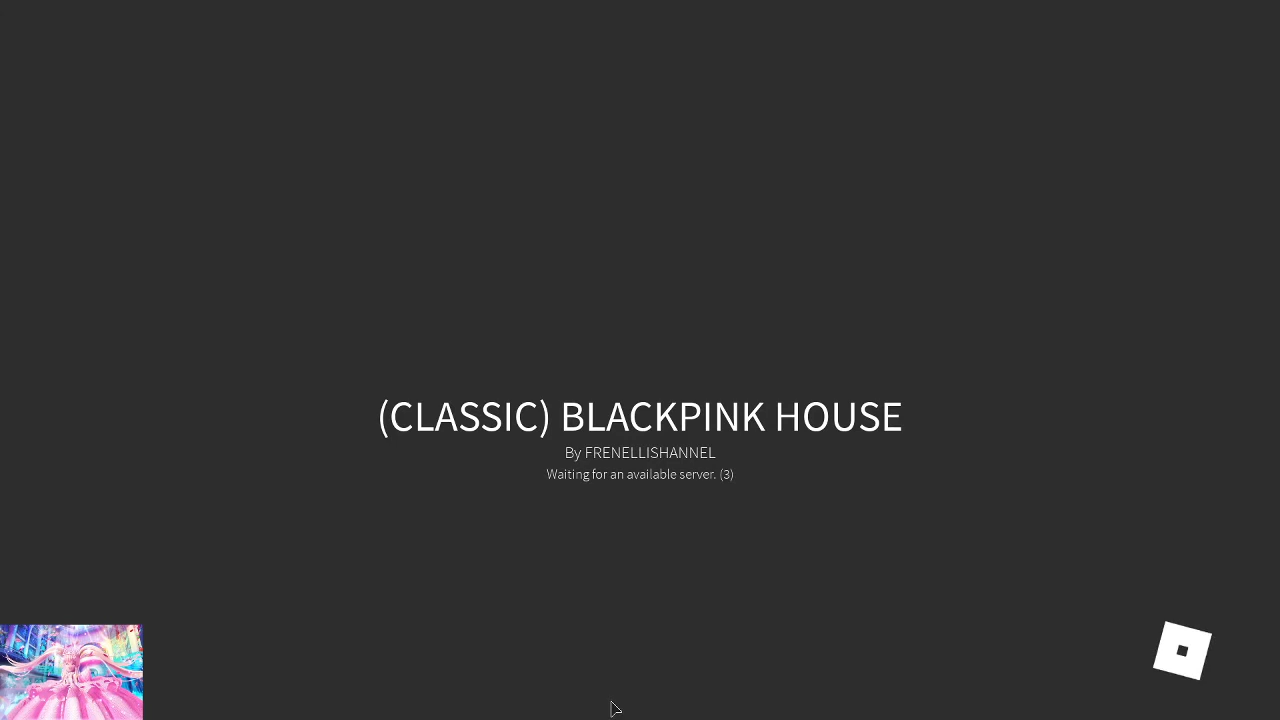 (CLASSIC) BLACKPINK HOUSE
By FRENELLISHANNEL
Waiting for an available server. (3)